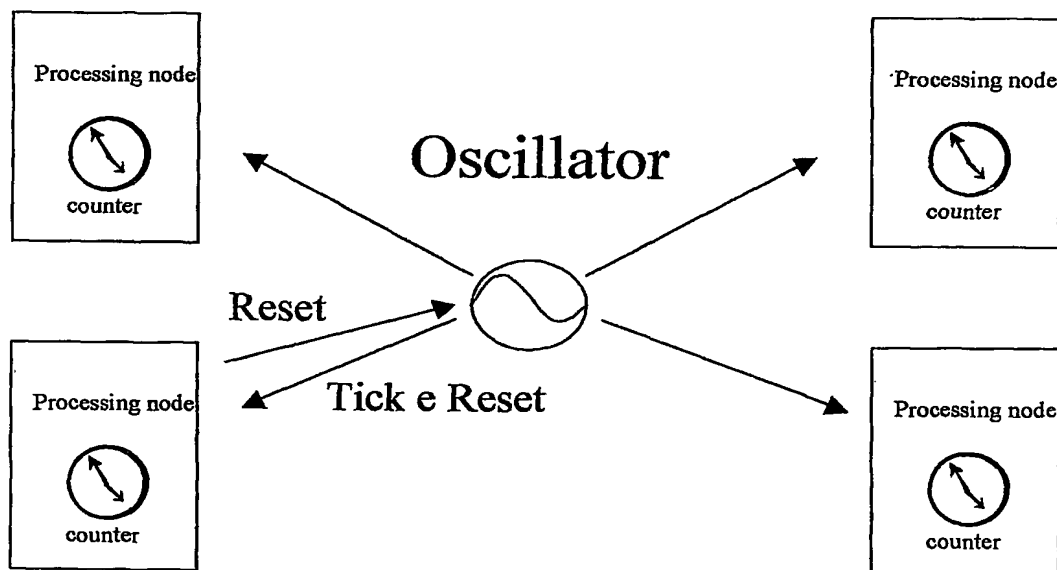 Processing node
counter
Processing node
counter
Oscillator
Reset
Tick e Reset
Processing node
counter
Processing node
counter